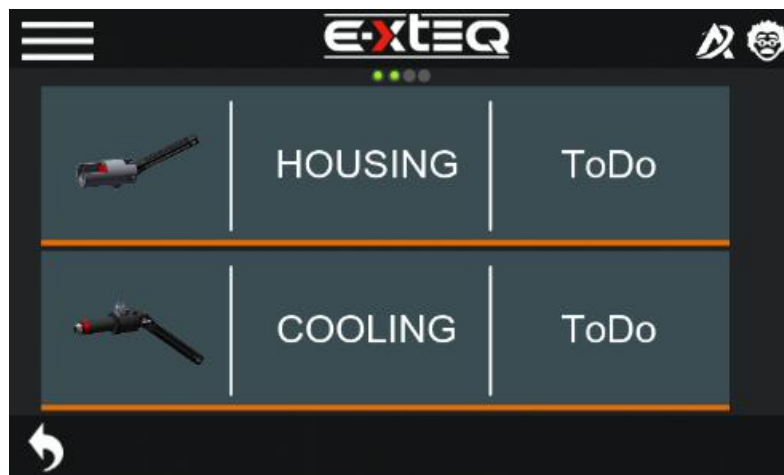 E-XTEQ
HOUSING
ToDo
COOLING
ToDo